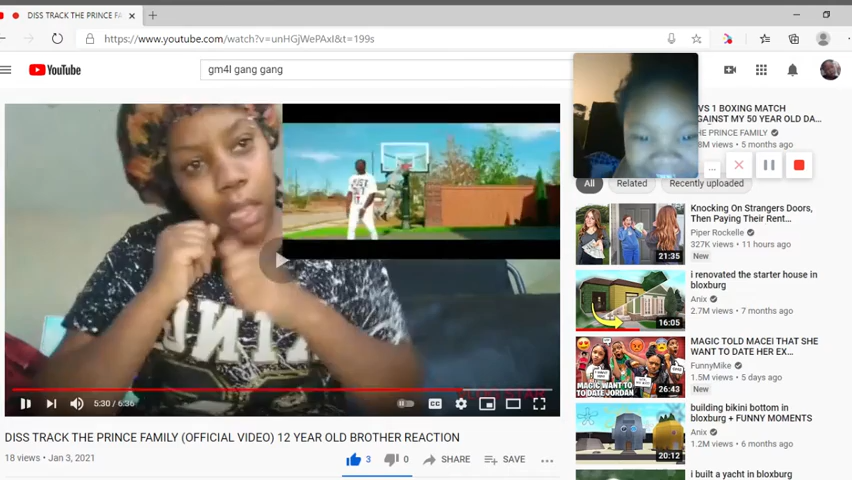 DISS TRACK THE PRINCE FA
https://www.youtube.com/watch?v=unHGjWePAxI&t=199s
YouTube
gm4l gang gang
VS 1 BOXING MATCH
GAINST MY 50 YEAR OLD DA...
HE PRINCE FAMILY
8M views • 5 months ago
All
Related
Recently uploaded
Knocking On Strangers Doors,
Then Paying Their Rent...
Piper Rockelle
327K views • 11 hours ago
New
21:35
i renovated the starter house in
bloxburg
Anix
2.7M views • 7 months ago
16:05
MAGIC TOLD MACEI THAT SHE
WANT TO DATE HER EX...
FunnyMike
1.5M views • 5 days ago
New
MAGIC WANT TO
TO DATE JORDAN
26:43
building bikini bottom in
bloxburg + FUNNY MOMENTS
Anix
1.2M views • 6 months ago
20:12
i built a yacht in bloxburg
5:30 / 6:36
CC
DISS TRACK THE PRINCE FAMILY (OFFICIAL VIDEO) 12 YEAR OLD BROTHER REACTION
18 views • Jan 3, 2021
3
0
SHARE
SAVE